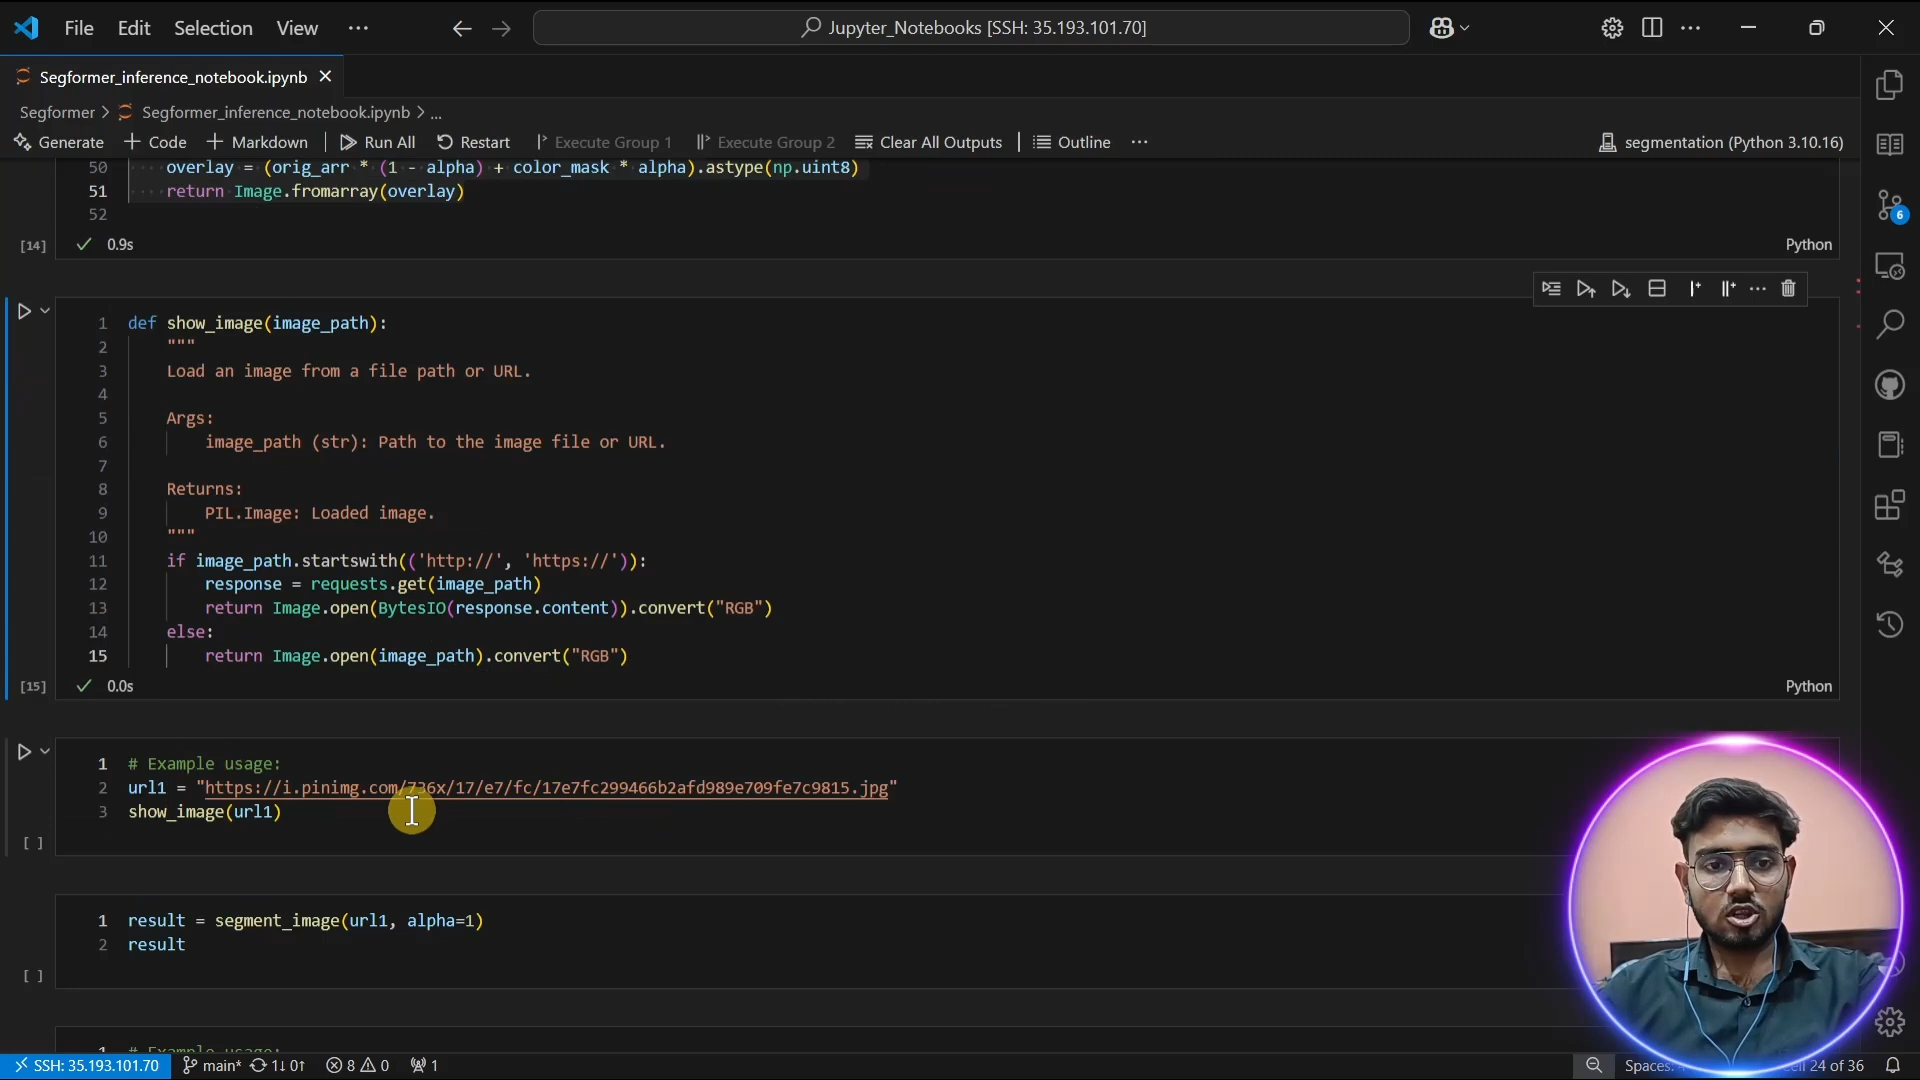 File Edit Selection View ··· Jupyter_Notebooks [SSH: 35.193.101.70]
Segformer_inference_notebook.ipynb
Segformer > Segformer_inference_notebook.ipynb > ...
Generate + Code + Markdown Run All Restart Execute Group 1 Execute Group 2 Clear All Outputs Outline ··· segmentation (Python 3.10.16)
50 overlay = (orig_arr * (1 - alpha) + color_mask * alpha).astype(np.uint8)
51 return Image.fromarray(overlay)
52
[14] ✓ 0.9s Python
1 def show_image(image_path):
2 """
3 Load an image from a file path or URL.
4
5 Args:
6 image_path (str): Path to the image file or URL.
7
8 Returns:
9 PIL.Image: Loaded image.
10 """
11 if image_path.startswith(('http://', 'https://')):
12 response = requests.get(image_path)
13 return Image.open(BytesIO(response.content)).convert("RGB")
14 else:
15 return Image.open(image_path).convert("RGB")
[15] ✓ 0.0s Python
1 # Example usage:
2 url1 = "https://i.pinimg.com/736x/17/e7/fc/17e7fc299466b2afd989e709fe7c9815.jpg"
3 show_image(url1)
[ ]
1 result = segment_image(url1, alpha=1)
2 result
[ ]
1 # Example usage:
SSH: 35.193.101.70 main* 1↓ 0↑ 8 0 1 Spaces: 24 of 36
6